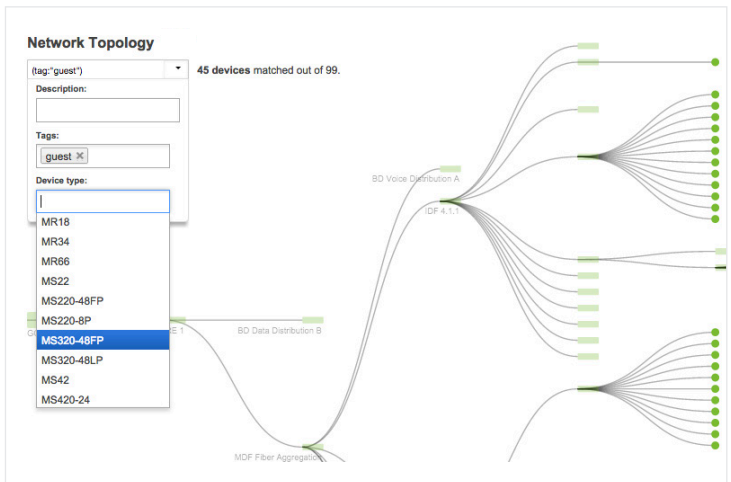 Network Topology
(tag:"guest")
45 devices matched out of 99.
Description:
Tags:
guest ×
Device type:
MR18
MR34
MR66
MS22
MS220-48FP
MS220-8P
MS320-48FP
MS320-48LP
MS42
MS420-24
BD Voice Distribution A
IDF 4.1.1
BD Data Distribution B
MDF Fiber Aggregation